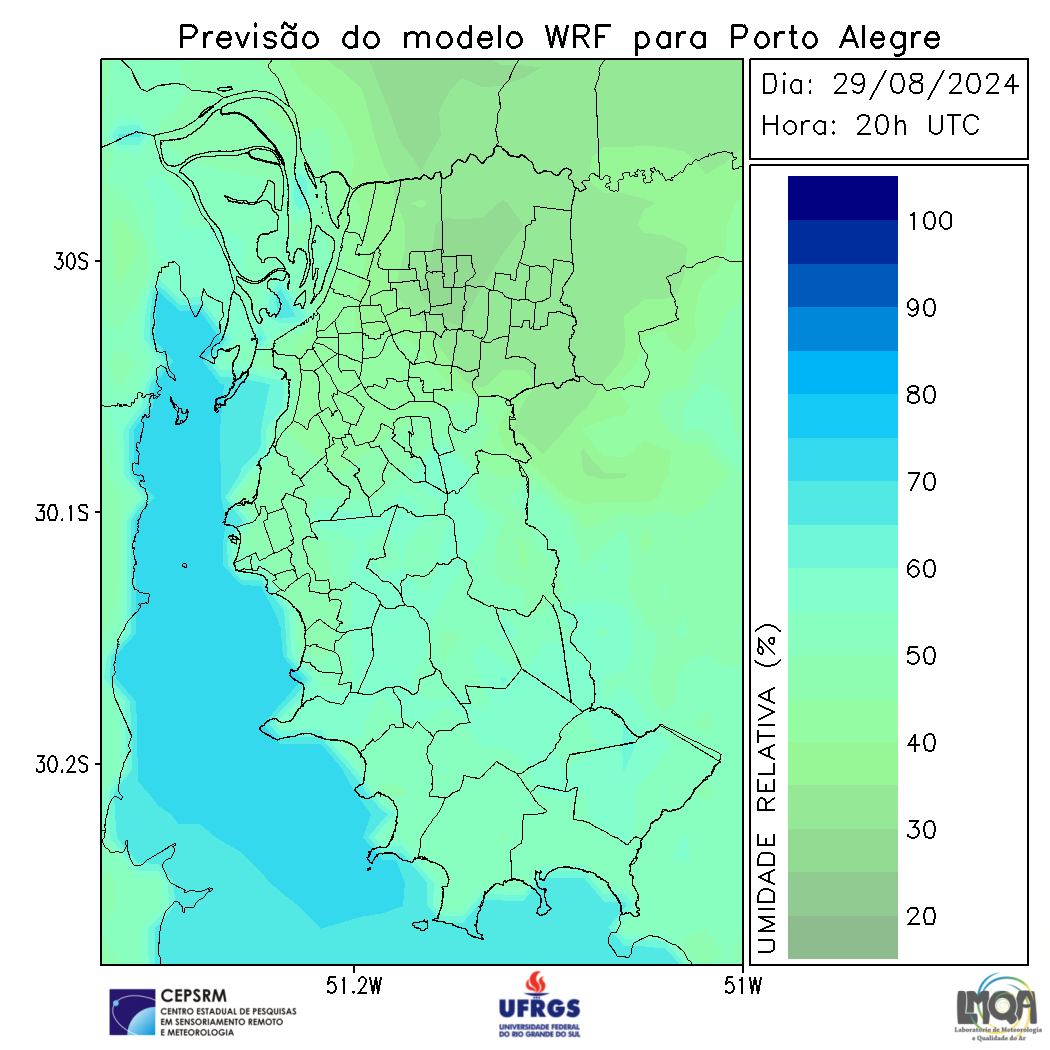 Previsão do modelo WRF para Porto Alegre
Dia: 29/08/2024
Hora: 20h UTC
30S
30.1S
30.2S
51.2W
51W
100
90
80
70
60
50
40
30
20
UMIDADE RELATIVA (%)
CEPSRM
CENTRO ESTADUAL DE PESQUISAS
EM SENSORIAMENTO REMOTO
E METEOROLOGIA
UFRGS
UNIVERSIDADE FEDERAL
DO RIO GRANDE DO SUL
LMQA
Laboratório de Meteorologia
e Qualidade do Ar